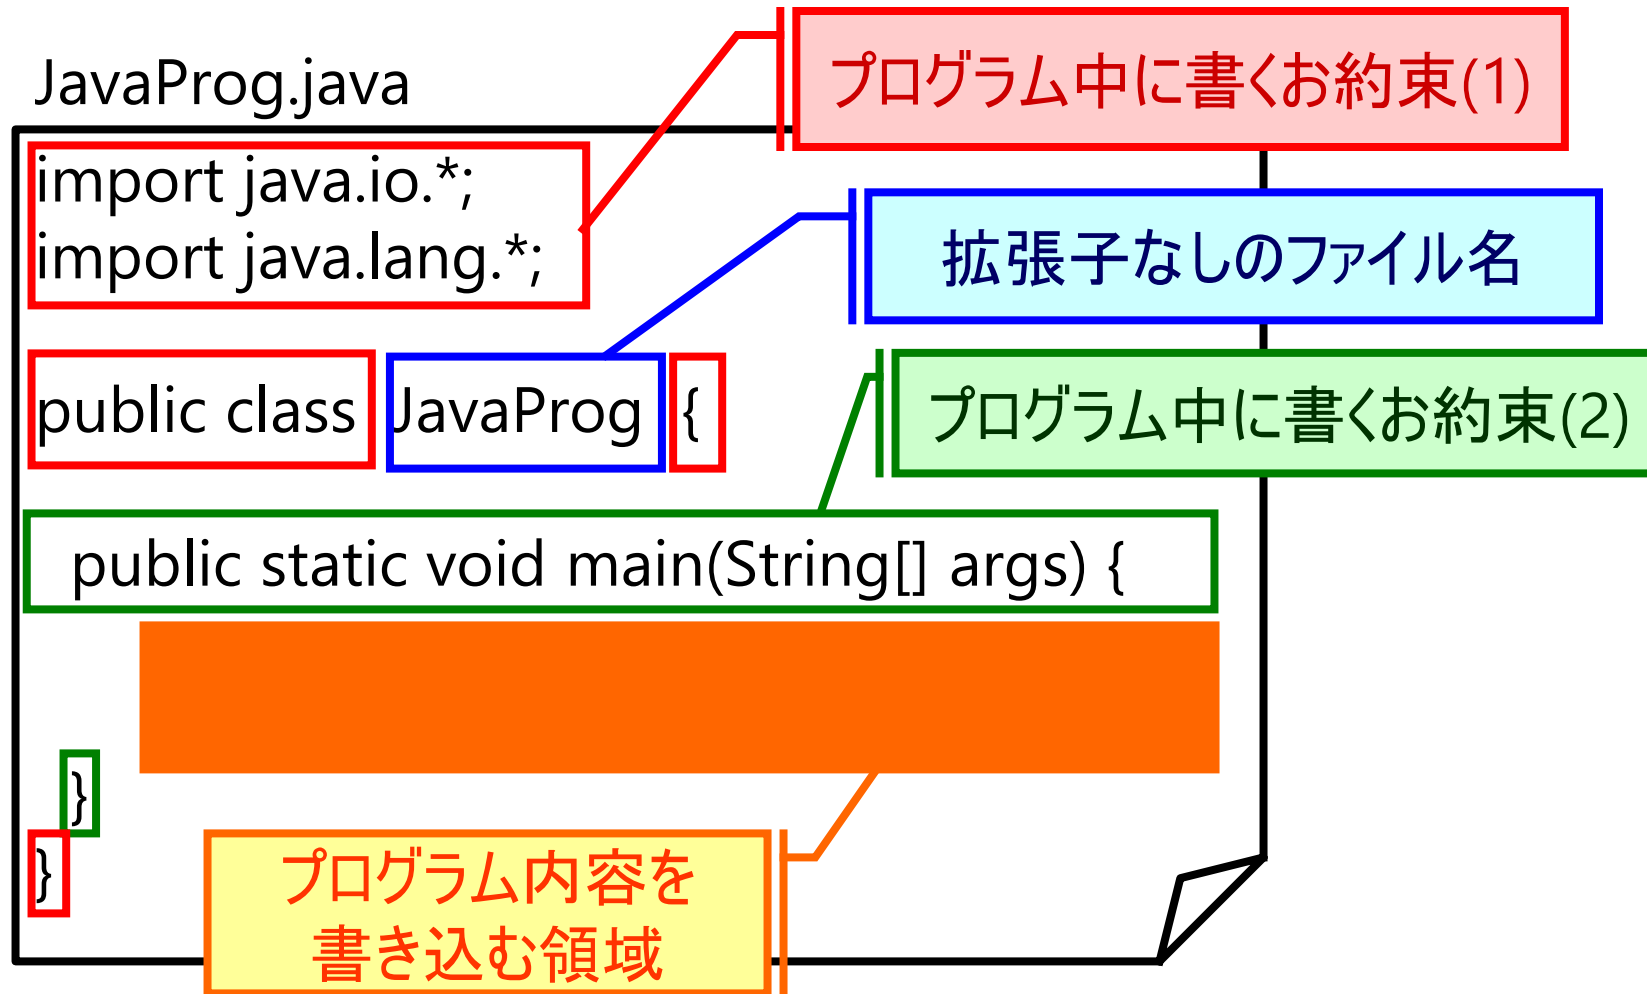 プログラム中に書くお約束(1)
JavaProg.java
import java.io.*;
import java.lang.*;
拡張子なしのファイル名
public class JavaProg {
プログラム中に書くお約束(2)
public static void main(String[] args) {
}
}
プログラム内容を
書き込む領域